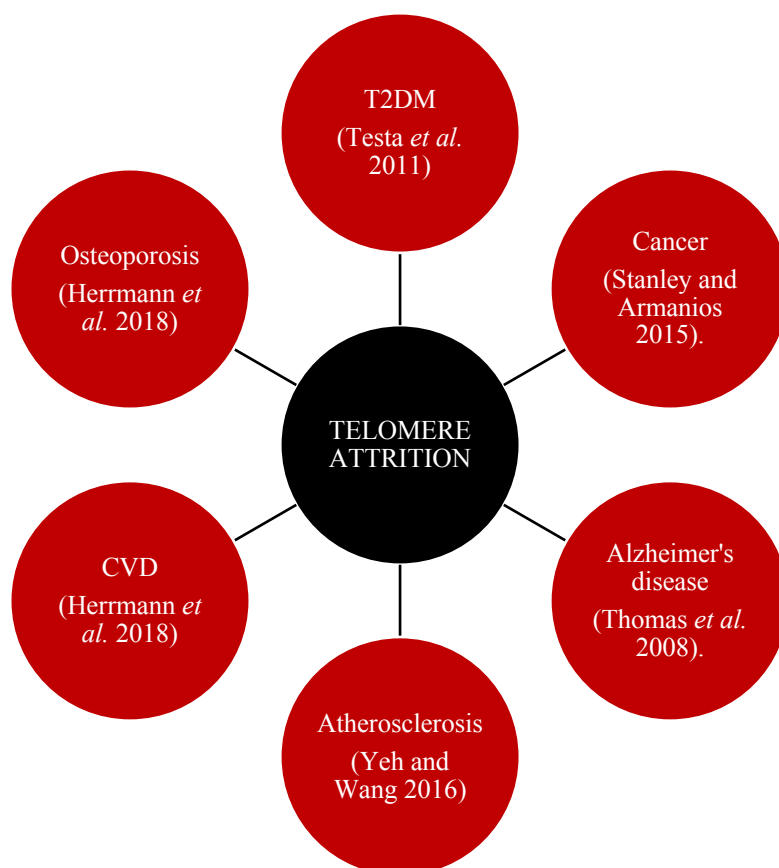 T2DM
(Testa et al.
2011)
Cancer
(Stanley and
Armanios
2015).
Alzheimer's
disease
(Thomas et al.
2008).
Atherosclerosis
(Yeh and
Wang 2016)
CVD
(Herrmann et
al. 2018)
Osteoporosis
(Herrmann et
al. 2018)
TELOMERE
ATTRITION